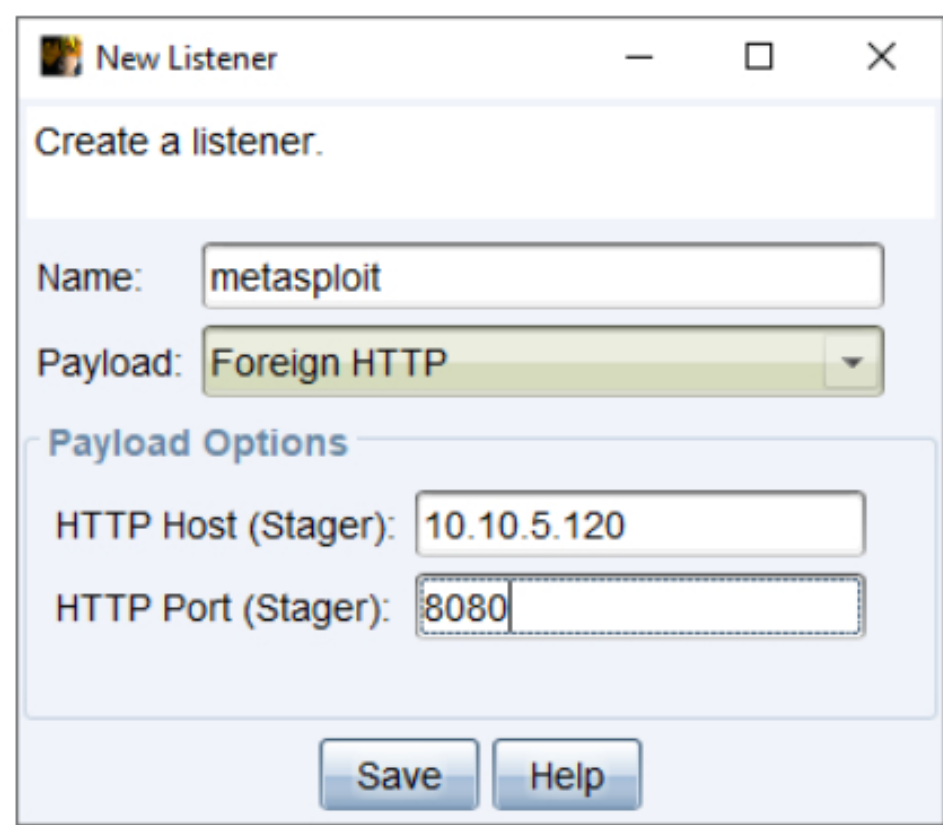 New Listener
Create a listener.
Name: metasploit
Payload: Foreign HTTP
Payload Options
HTTP Host (Stager): 10.10.5.120
HTTP Port (Stager): 8080
Save Help